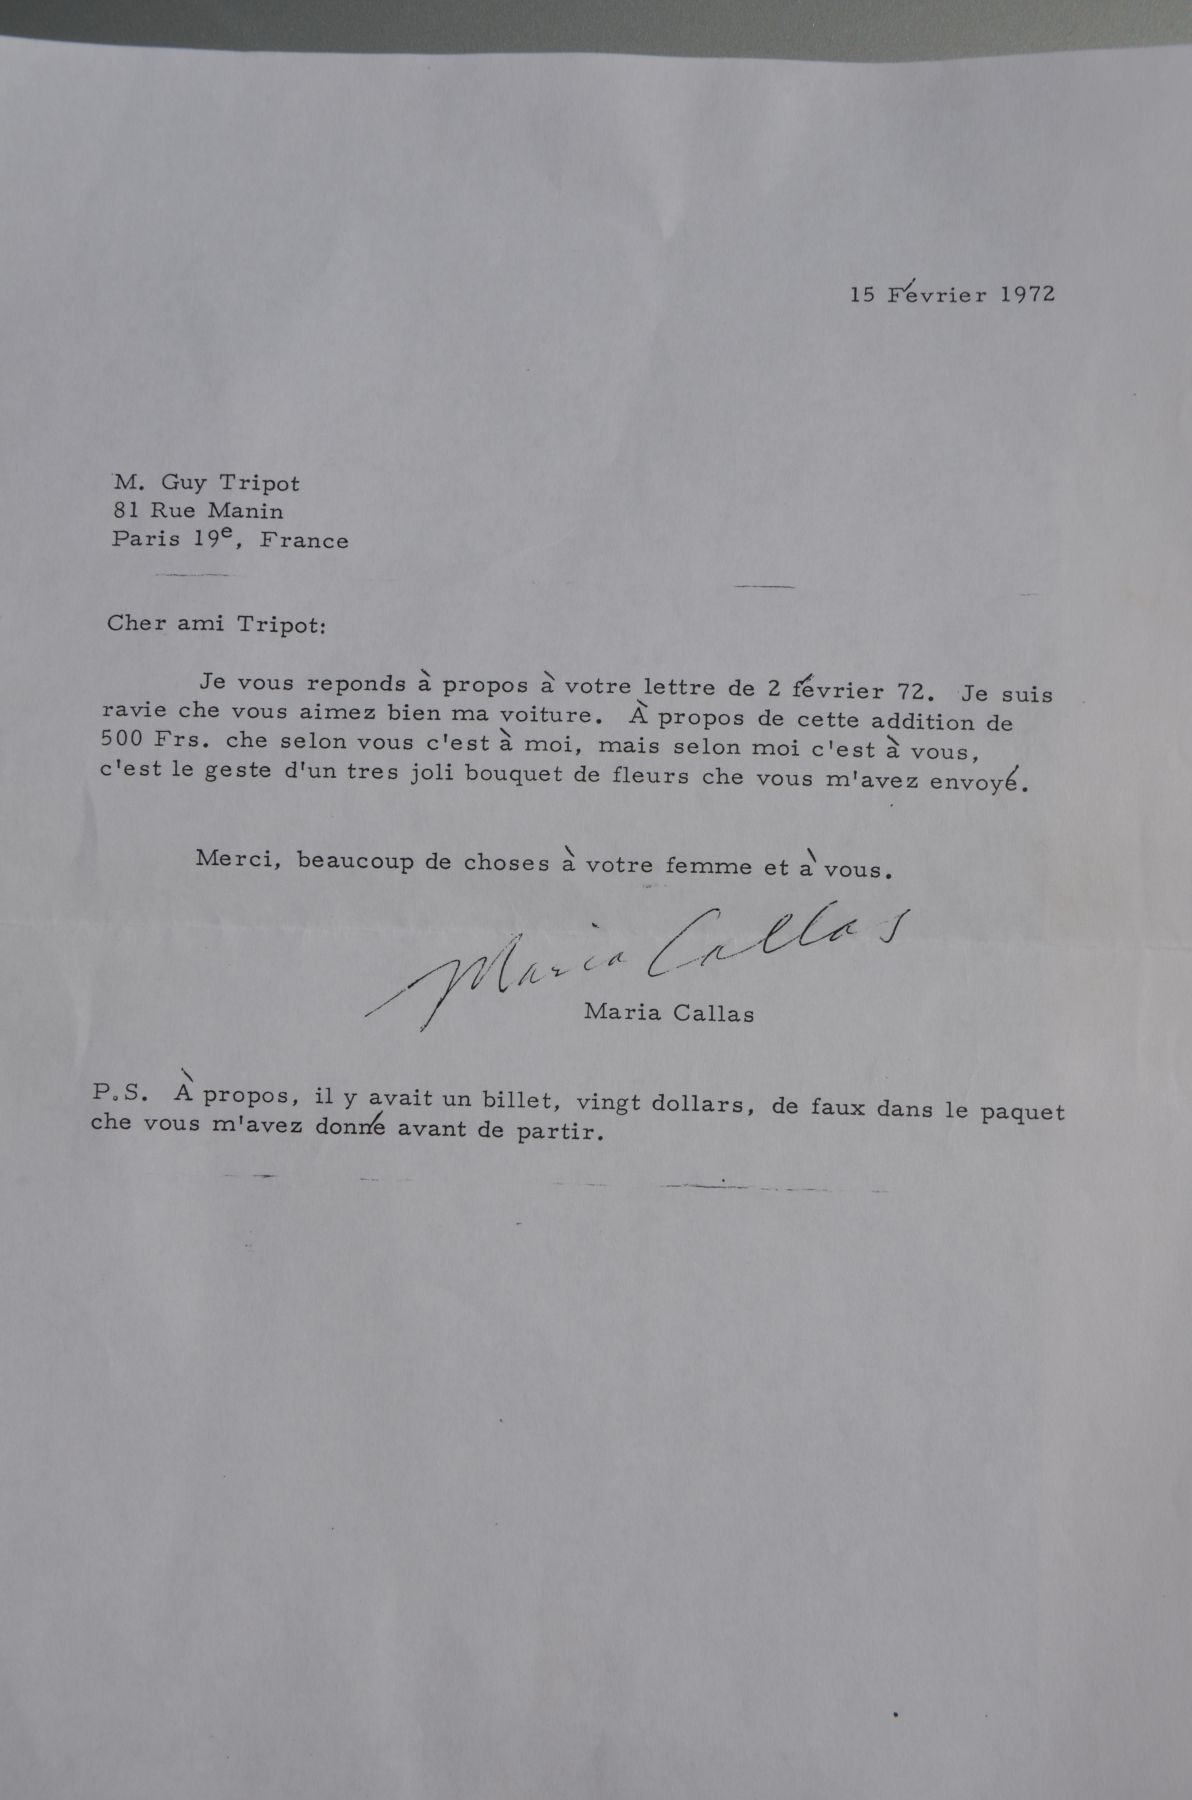 15 Février 1972
M. Guy Tripot
81 Rue Manin
Paris 19e, France
Cher ami Tripot:
Je vous reponds à propos à votre lettre de 2 février 72. Je suis
ravie che vous aimez bien ma voiture. À propos de cette addition de
500 Frs. che selon vous c'est à moi, mais selon moi c'est à vous,
c'est le geste d'un tres joli bouquet de fleurs che vous m'avez envoyé.
Merci, beaucoup de choses à votre femme et à vous.
Maria Callas
Maria Callas
P.S. À propos, il y avait un billet, vingt dollars, de faux dans le paquet
che vous m'avez donné avant de partir.